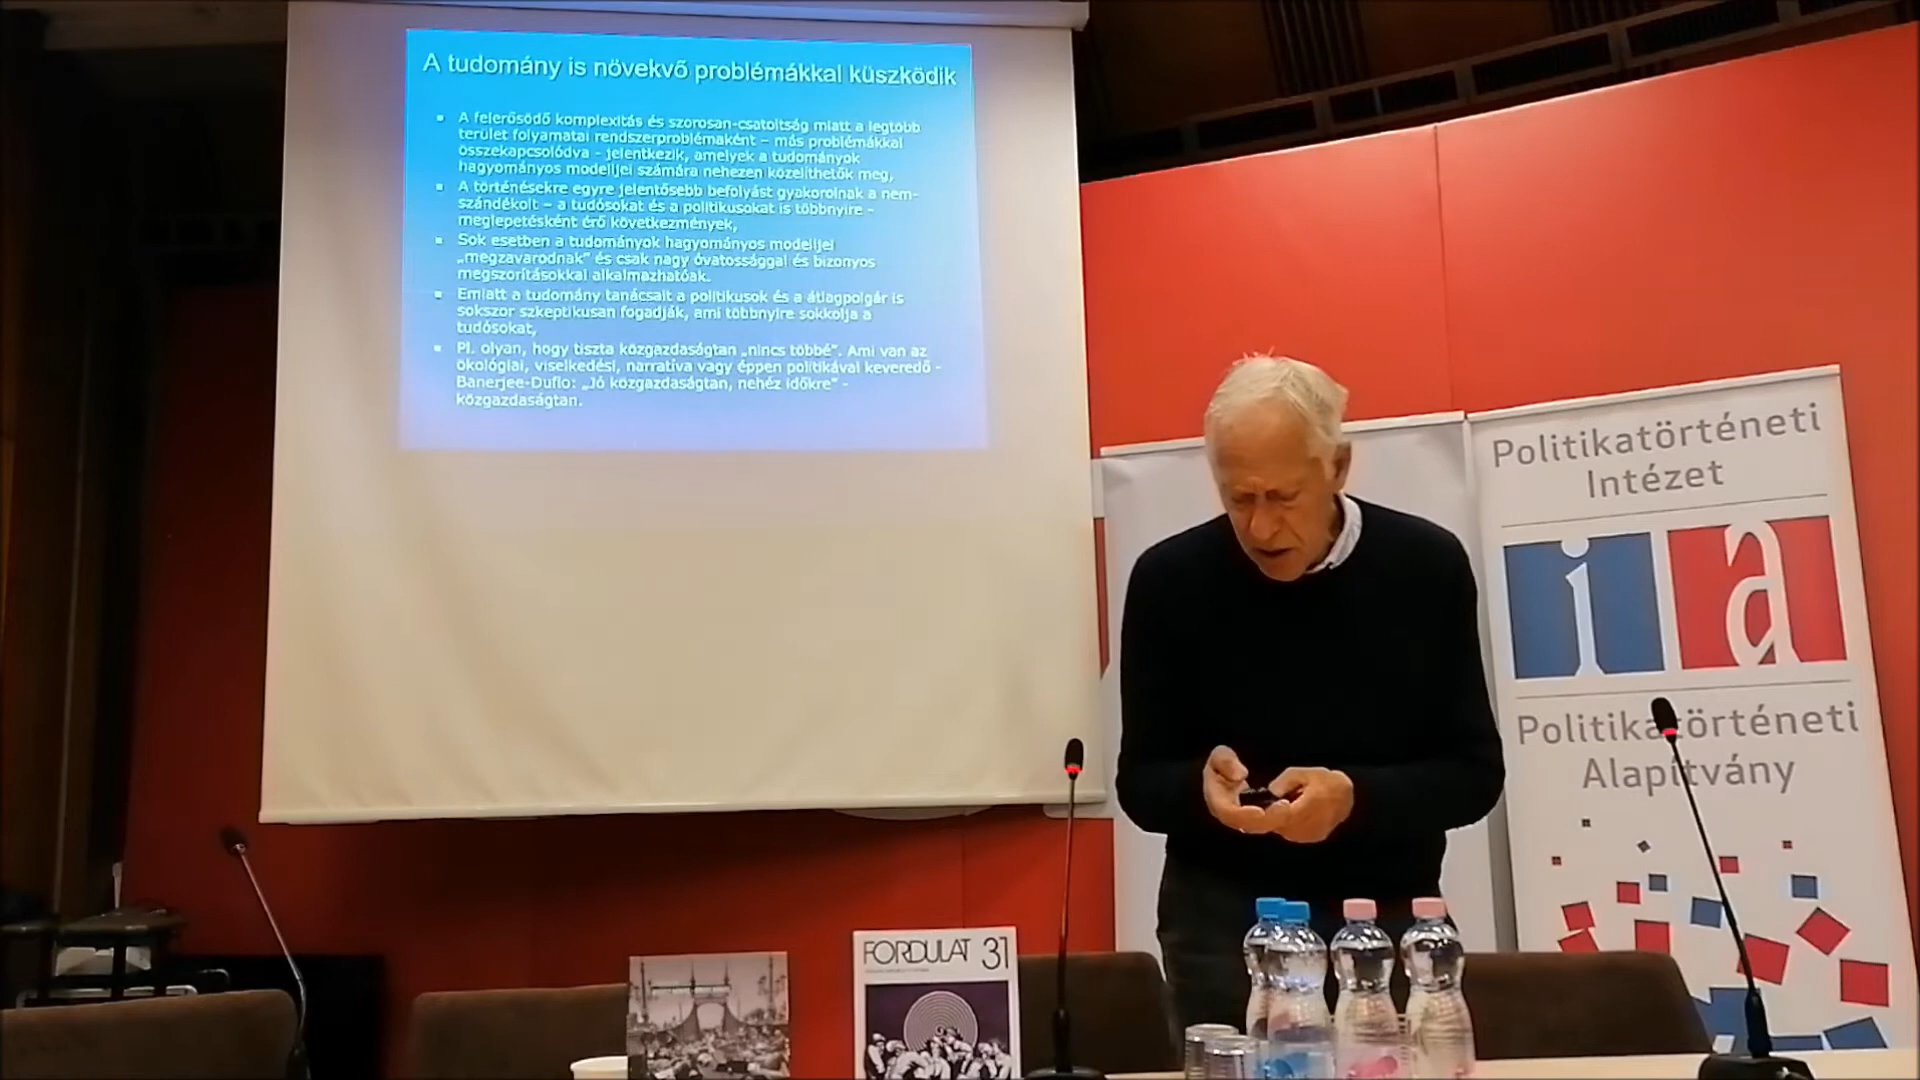 A tudomány is növekvő problémákkal küszködik
A felerősödő komplexitás és szorosan-csatoltság miatt a legtöbb
terület folyamatai rendszerproblémaként – más problémákkal
összekapcsolódva - jelentkezik, amelyek a tudományok
hagyományos modelljei számára nehezen közelíthetők meg,
A történésekre egyre jelentősebb befolyást gyakorolnak a nem-
szándékolt – a tudósokat és a politikusokat is többnyire -
meglepetésként érő következmények,
Sok esetben a tudományok hagyományos modelljei
„megzavarodnak" és csak nagy óvatossággal és bizonyos
megszorításokkal alkalmazhatóak.
Emiatt a tudomány tanácsait a politikusok és a átlagpolgár is
sokszor szkeptikusan fogadják, ami többnyire sokkolja a
tudósokat,
Pl. olyan, hogy tiszta közgazdaságtan „nincs többé". Ami van az
ökológiai, viselkedési, narratíva vagy éppen politikával keveredő -
Banerjee-Duflo: „Jó közgazdaságtan, nehéz időkre" -
közgazdaságtan.
Politikatörténeti
Intézet
i a
Politikatörténeti
Alapítvány
FORDULAT 31